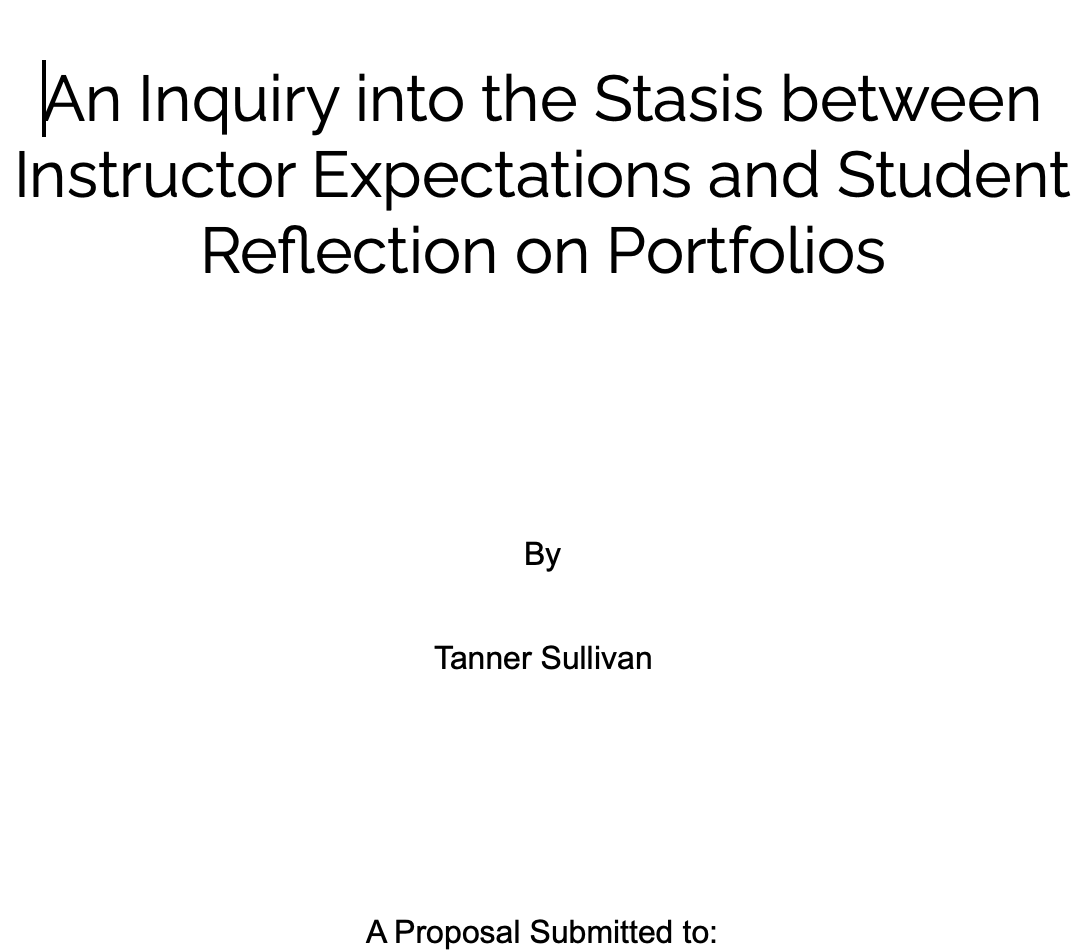 An Inquiry into the Stasis between
Instructor Expectations and Student
Reflection on Portfolios
By
Tanner Sullivan
A Proposal Submitted to: